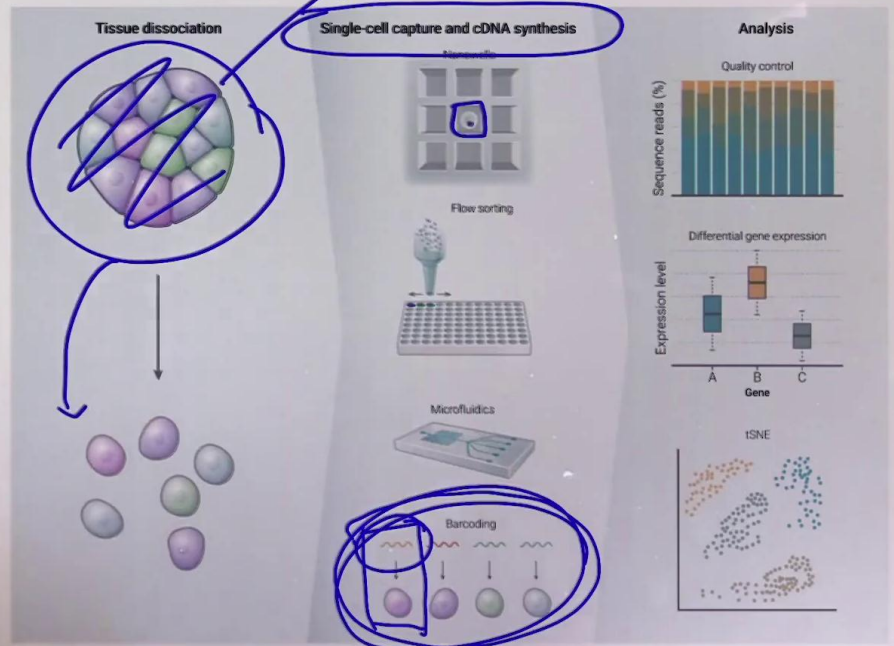 Tissue dissociation
Single-cell capture and cDNA synthesis
Analysis
Nanowells
Flow sorting
Microfluidics
Barcoding
Quality control
Sequence reads (%)
Differential gene expression
Expression level
A B C
Gene
tSNE